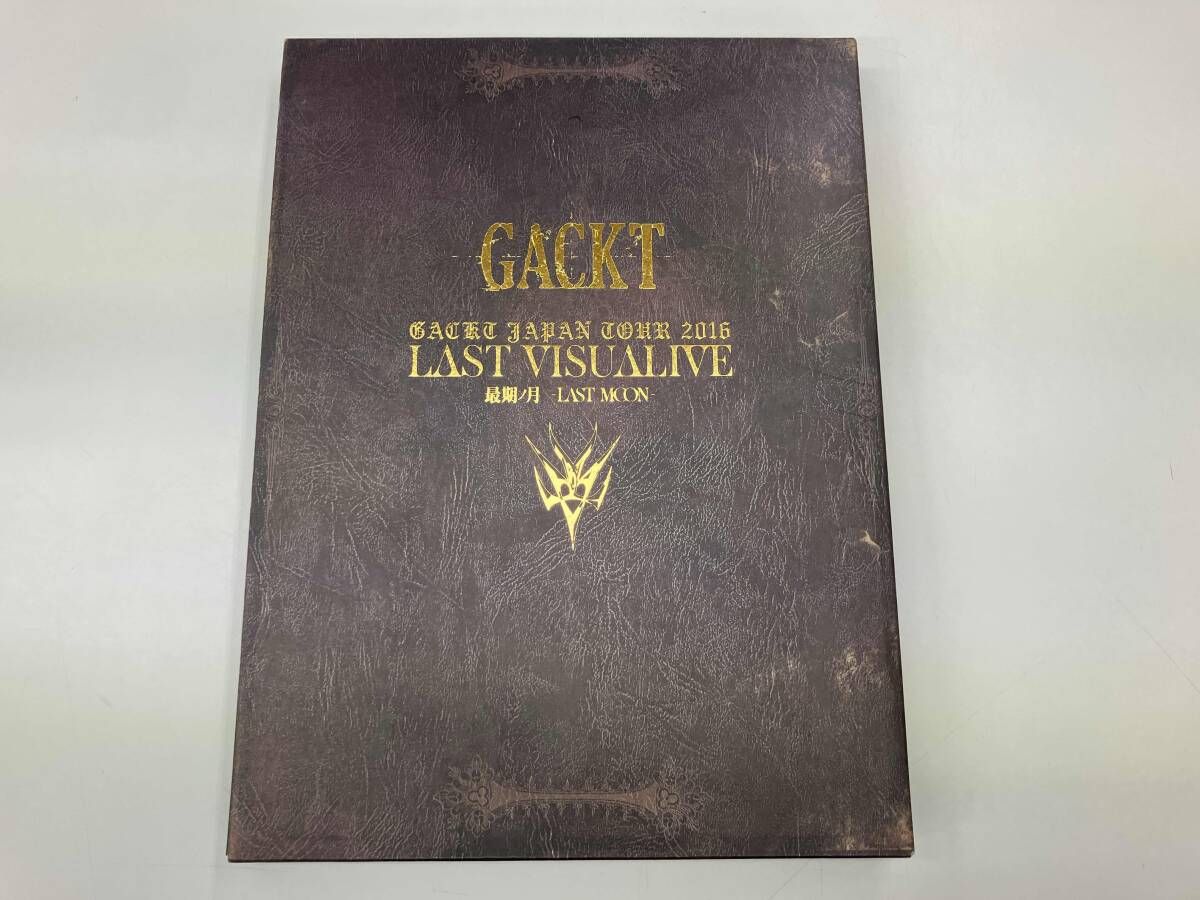 GACKT
GACKT JAPAN TOUR 2016
LAST VISUALIVE
最期ノ月 -LAST MOON-